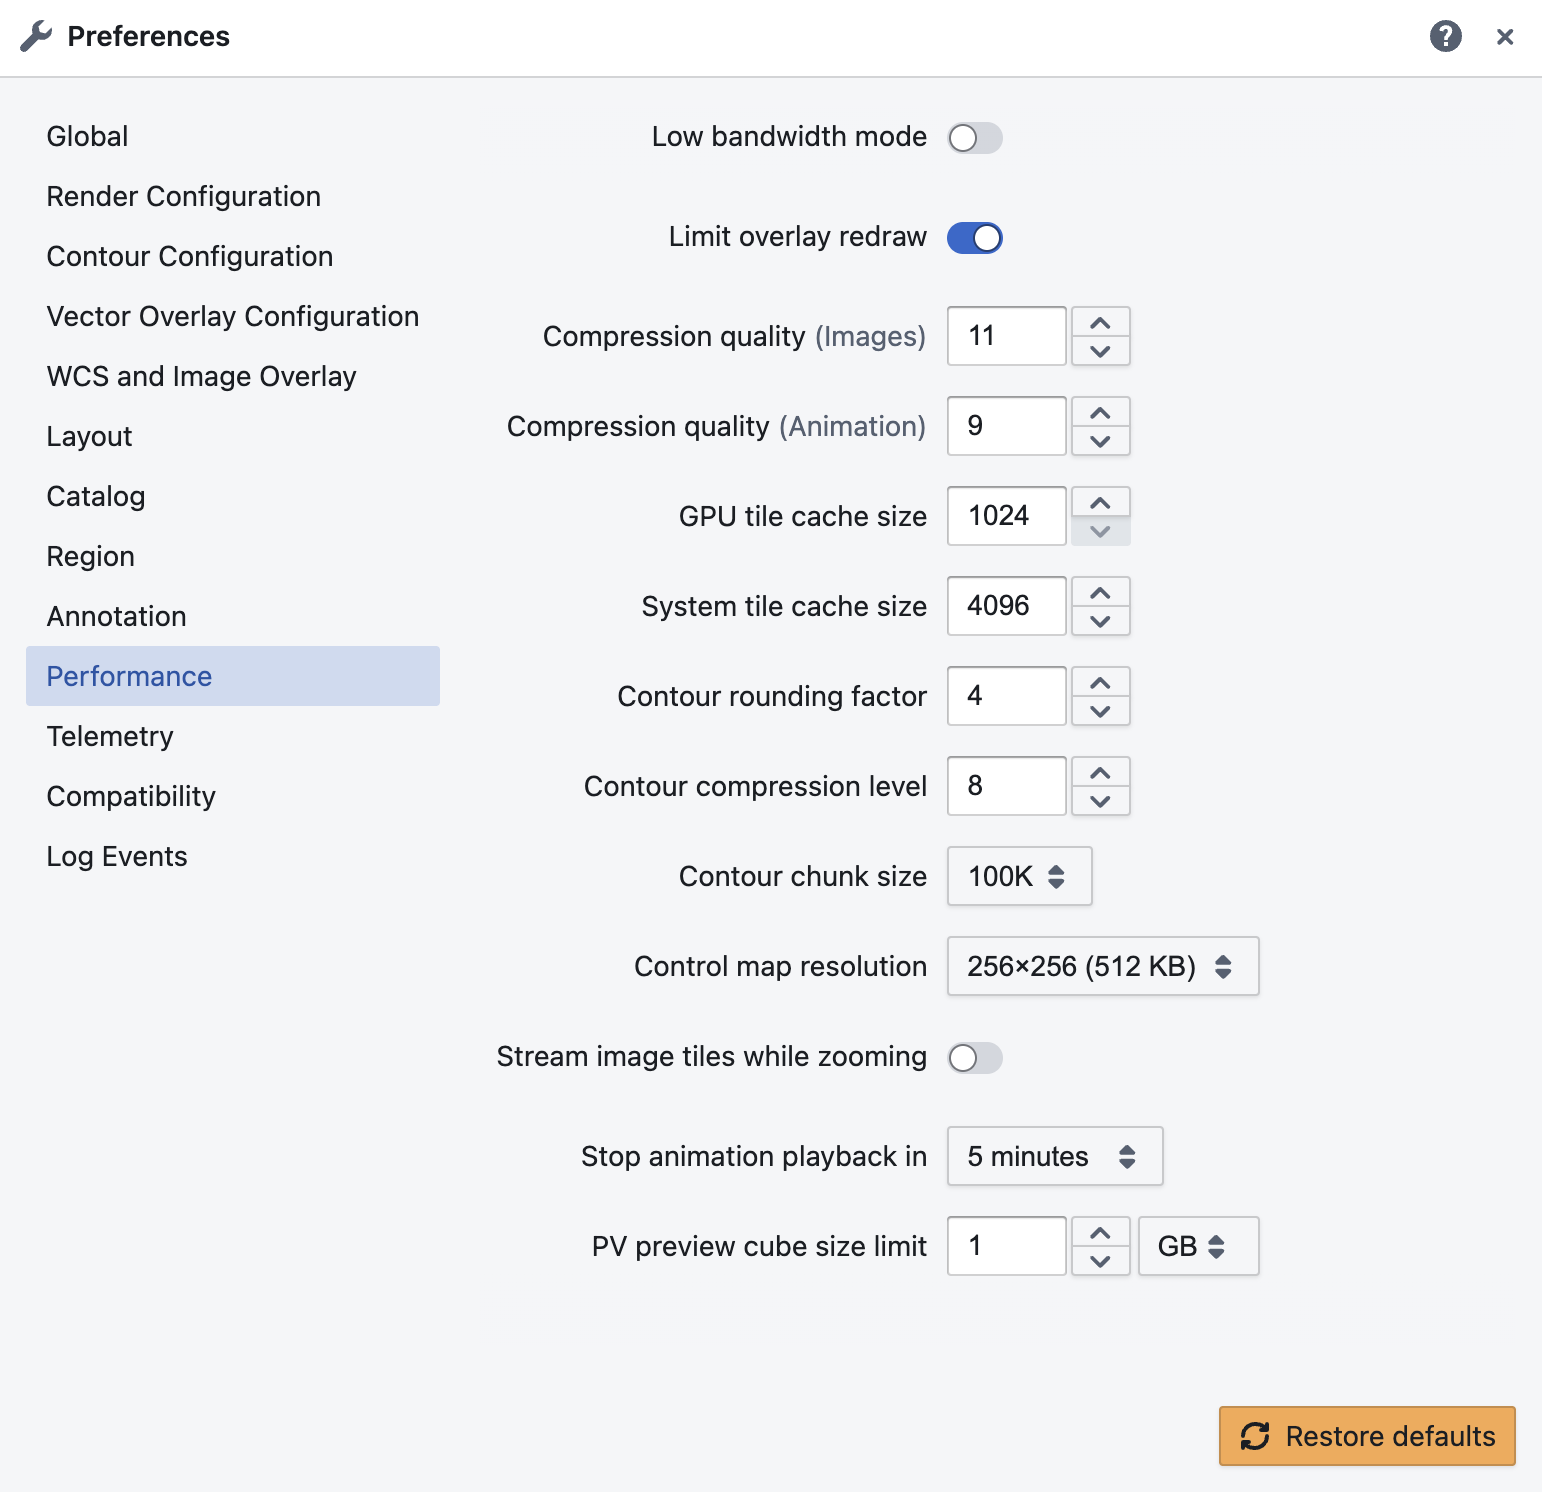 Preferences
Global
Render Configuration
Contour Configuration
Vector Overlay Configuration
WCS and Image Overlay
Layout
Catalog
Region
Annotation
Performance
Telemetry
Compatibility
Log Events
Low bandwidth mode
Limit overlay redraw
Compression quality (Images) 11
Compression quality (Animation) 9
GPU tile cache size 1024
System tile cache size 4096
Contour rounding factor 4
Contour compression level 8
Contour chunk size 100K
Control map resolution 256×256 (512 KB)
Stream image tiles while zooming
Stop animation playback in 5 minutes
PV preview cube size limit 1 GB
Restore defaults